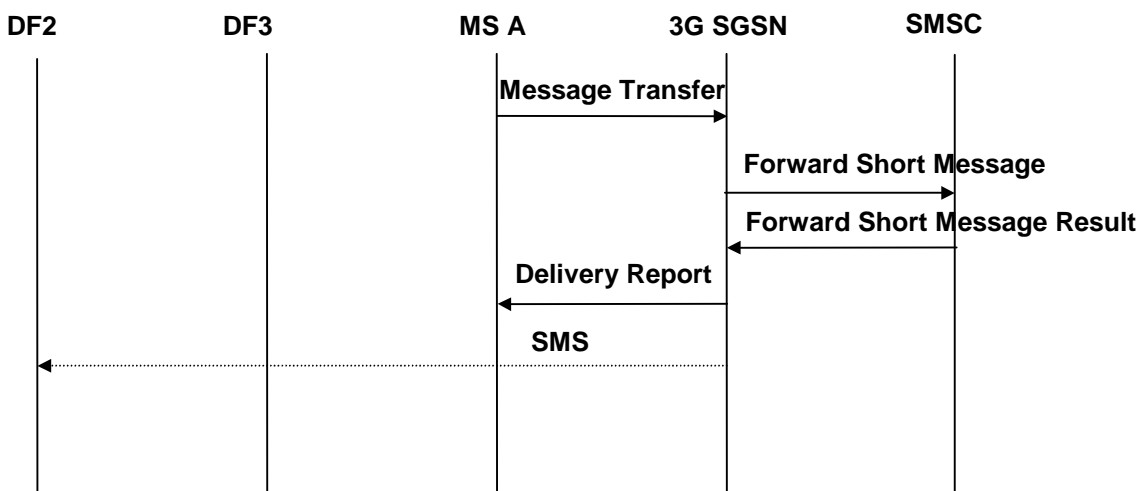 DF2 DF3 MS A 3G SGSN SMSC
Message Transfer
Forward Short Message
Forward Short Message Result
Delivery Report
SMS